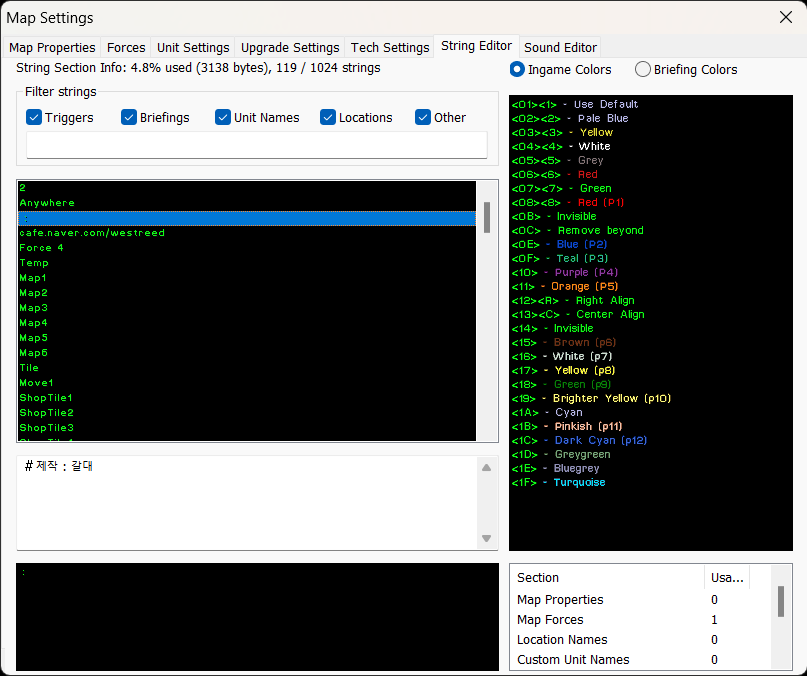 Map Settings
Map Properties Forces Unit Settings Upgrade Settings Tech Settings String Editor Sound Editor
String Section Info: 4.8% used (3138 bytes), 119 / 1024 strings
Ingame Colors Briefing Colors
Filter strings
Triggers Briefings Unit Names Locations Other
2
Anywhere
:
cafe.naver.com/westreed
Force 4
Temp
Map1
Map2
Map3
Map4
Map5
Map6
Tile
Move1
ShopTile1
ShopTile2
ShopTile3
# 제작 : 갈대
:
<01><1> - Use Default
<02><2> - Pale Blue
<03><3> - Yellow
<04><4> - White
<05><5> - Grey
<06><6> - Red
<07><7> - Green
<08><8> - Red (P1)
<0B> - Invisible
<0C> - Remove beyond
<0E> - Blue (P2)
<0F> - Teal (P3)
<10> - Purple (P4)
<11> - Orange (P5)
<12><R> - Right Align
<13><C> - Center Align
<14> - Invisible
<15> - Brown (p6)
<16> - White (p7)
<17> - Yellow (p8)
<18> - Green (p9)
<19> - Brighter Yellow (p10)
<1A> - Cyan
<1B> - Pinkish (p11)
<1C> - Dark Cyan (p12)
<1D> - Greygreen
<1E> - Bluegrey
<1F> - Turquoise
Section Usa...
Map Properties 0
Map Forces 1
Location Names 0
Custom Unit Names 0